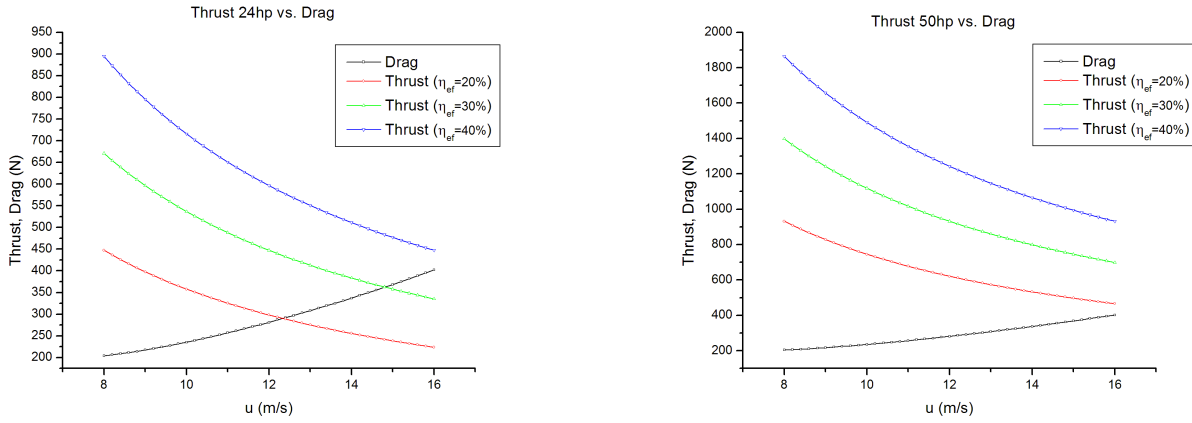 Thrust 24hp vs. Drag
950
900
850
800
750
700
650
600
550
500
450
400
350
300
250
200
Thrust, Drag (N)
Drag
Thrust (ηef=20%)
Thrust (ηef=30%)
Thrust (ηef=40%)
8 10 12 14 16
u (m/s)
Thrust 50hp vs. Drag
2000
1800
1600
1400
1200
1000
800
600
400
200
Thrust, Drag (N)
Drag
Thrust (ηef=20%)
Thrust (ηef=30%)
Thrust (ηef=40%)
8 10 12 14 16
u (m/s)